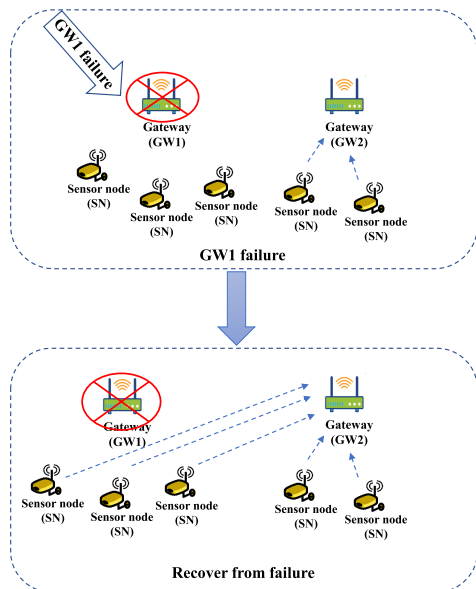 GW1 failure
Gateway
(GW1)
Gateway
(GW2)
Sensor node
(SN)
Sensor node
(SN)
Sensor node
(SN)
Sensor node
(SN)
Sensor node
(SN)
GW1 failure
Gateway
(GW1)
Gateway
(GW2)
Sensor node
(SN)
Sensor node
(SN)
Sensor node
(SN)
Sensor node
(SN)
Sensor node
(SN)
Recover from failure